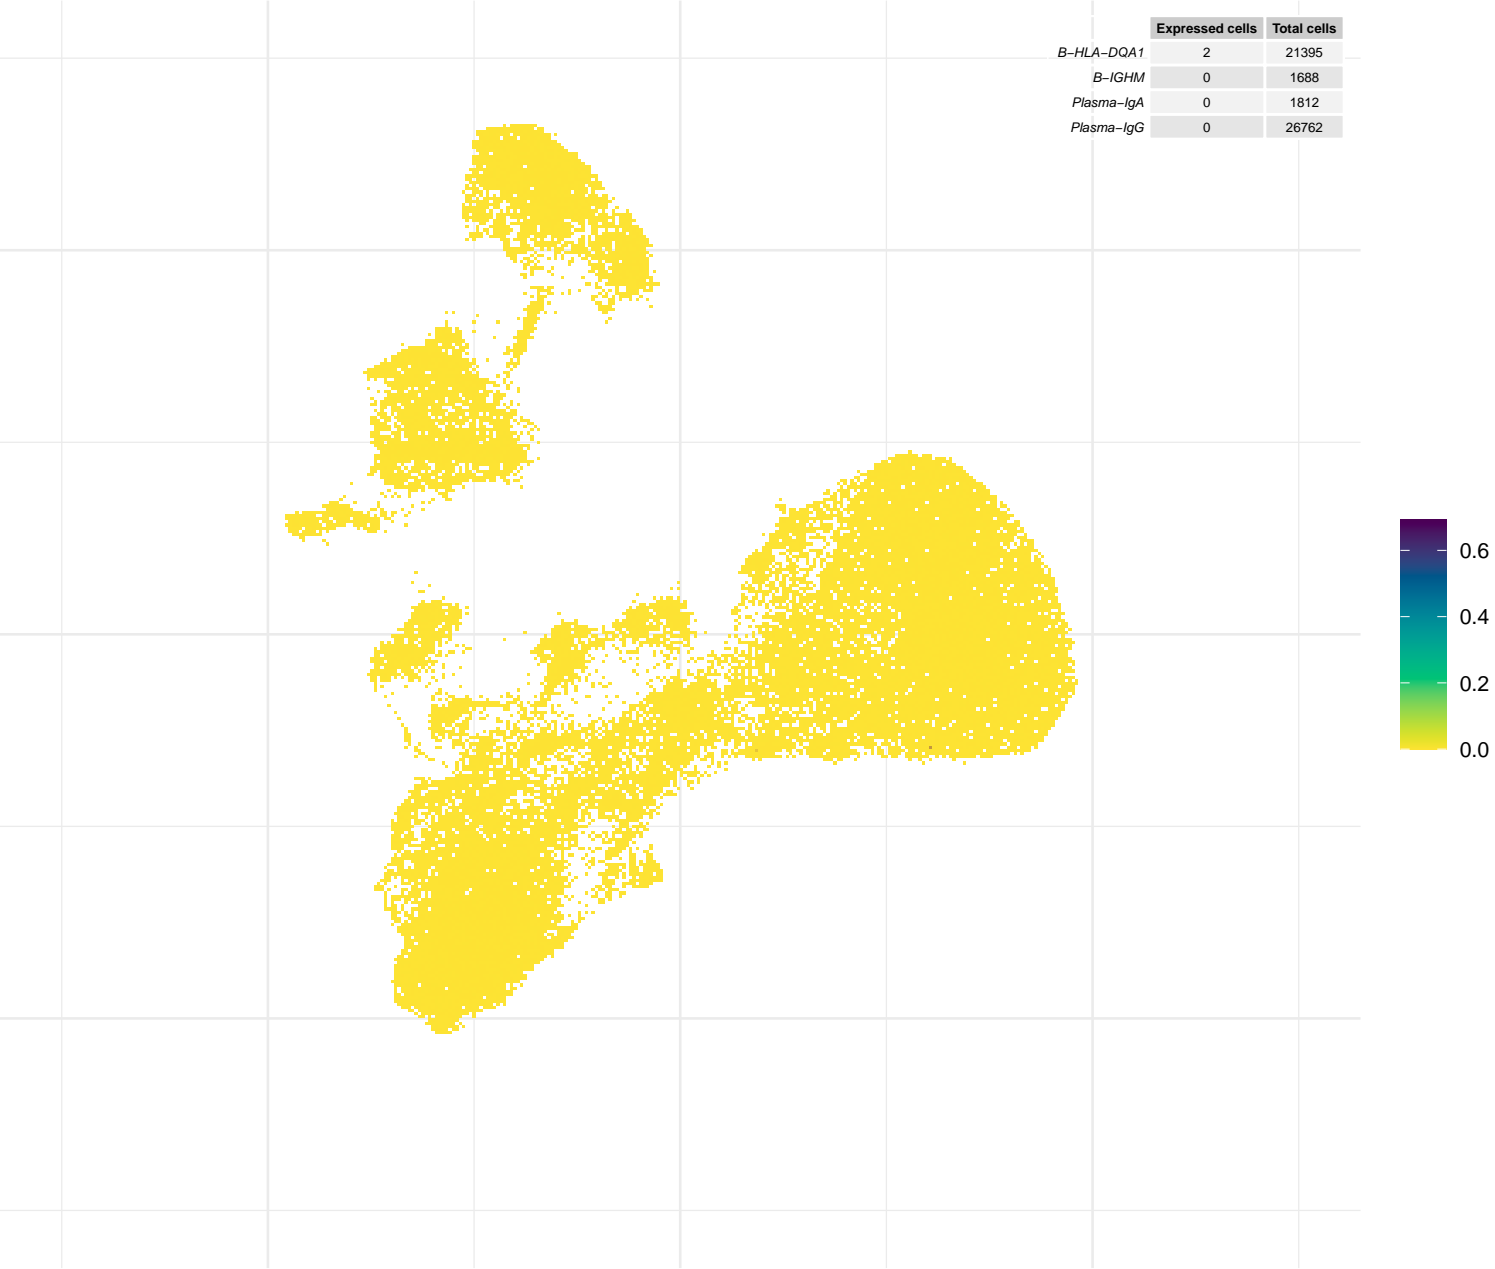 Expressed cells Total cells
B−HLA−DQA1 2 21395
B−IGHM 0 1688
Plasma−IgA 0 1812
Plasma−IgG 0 26762
0.6
0.4
0.2
0.0